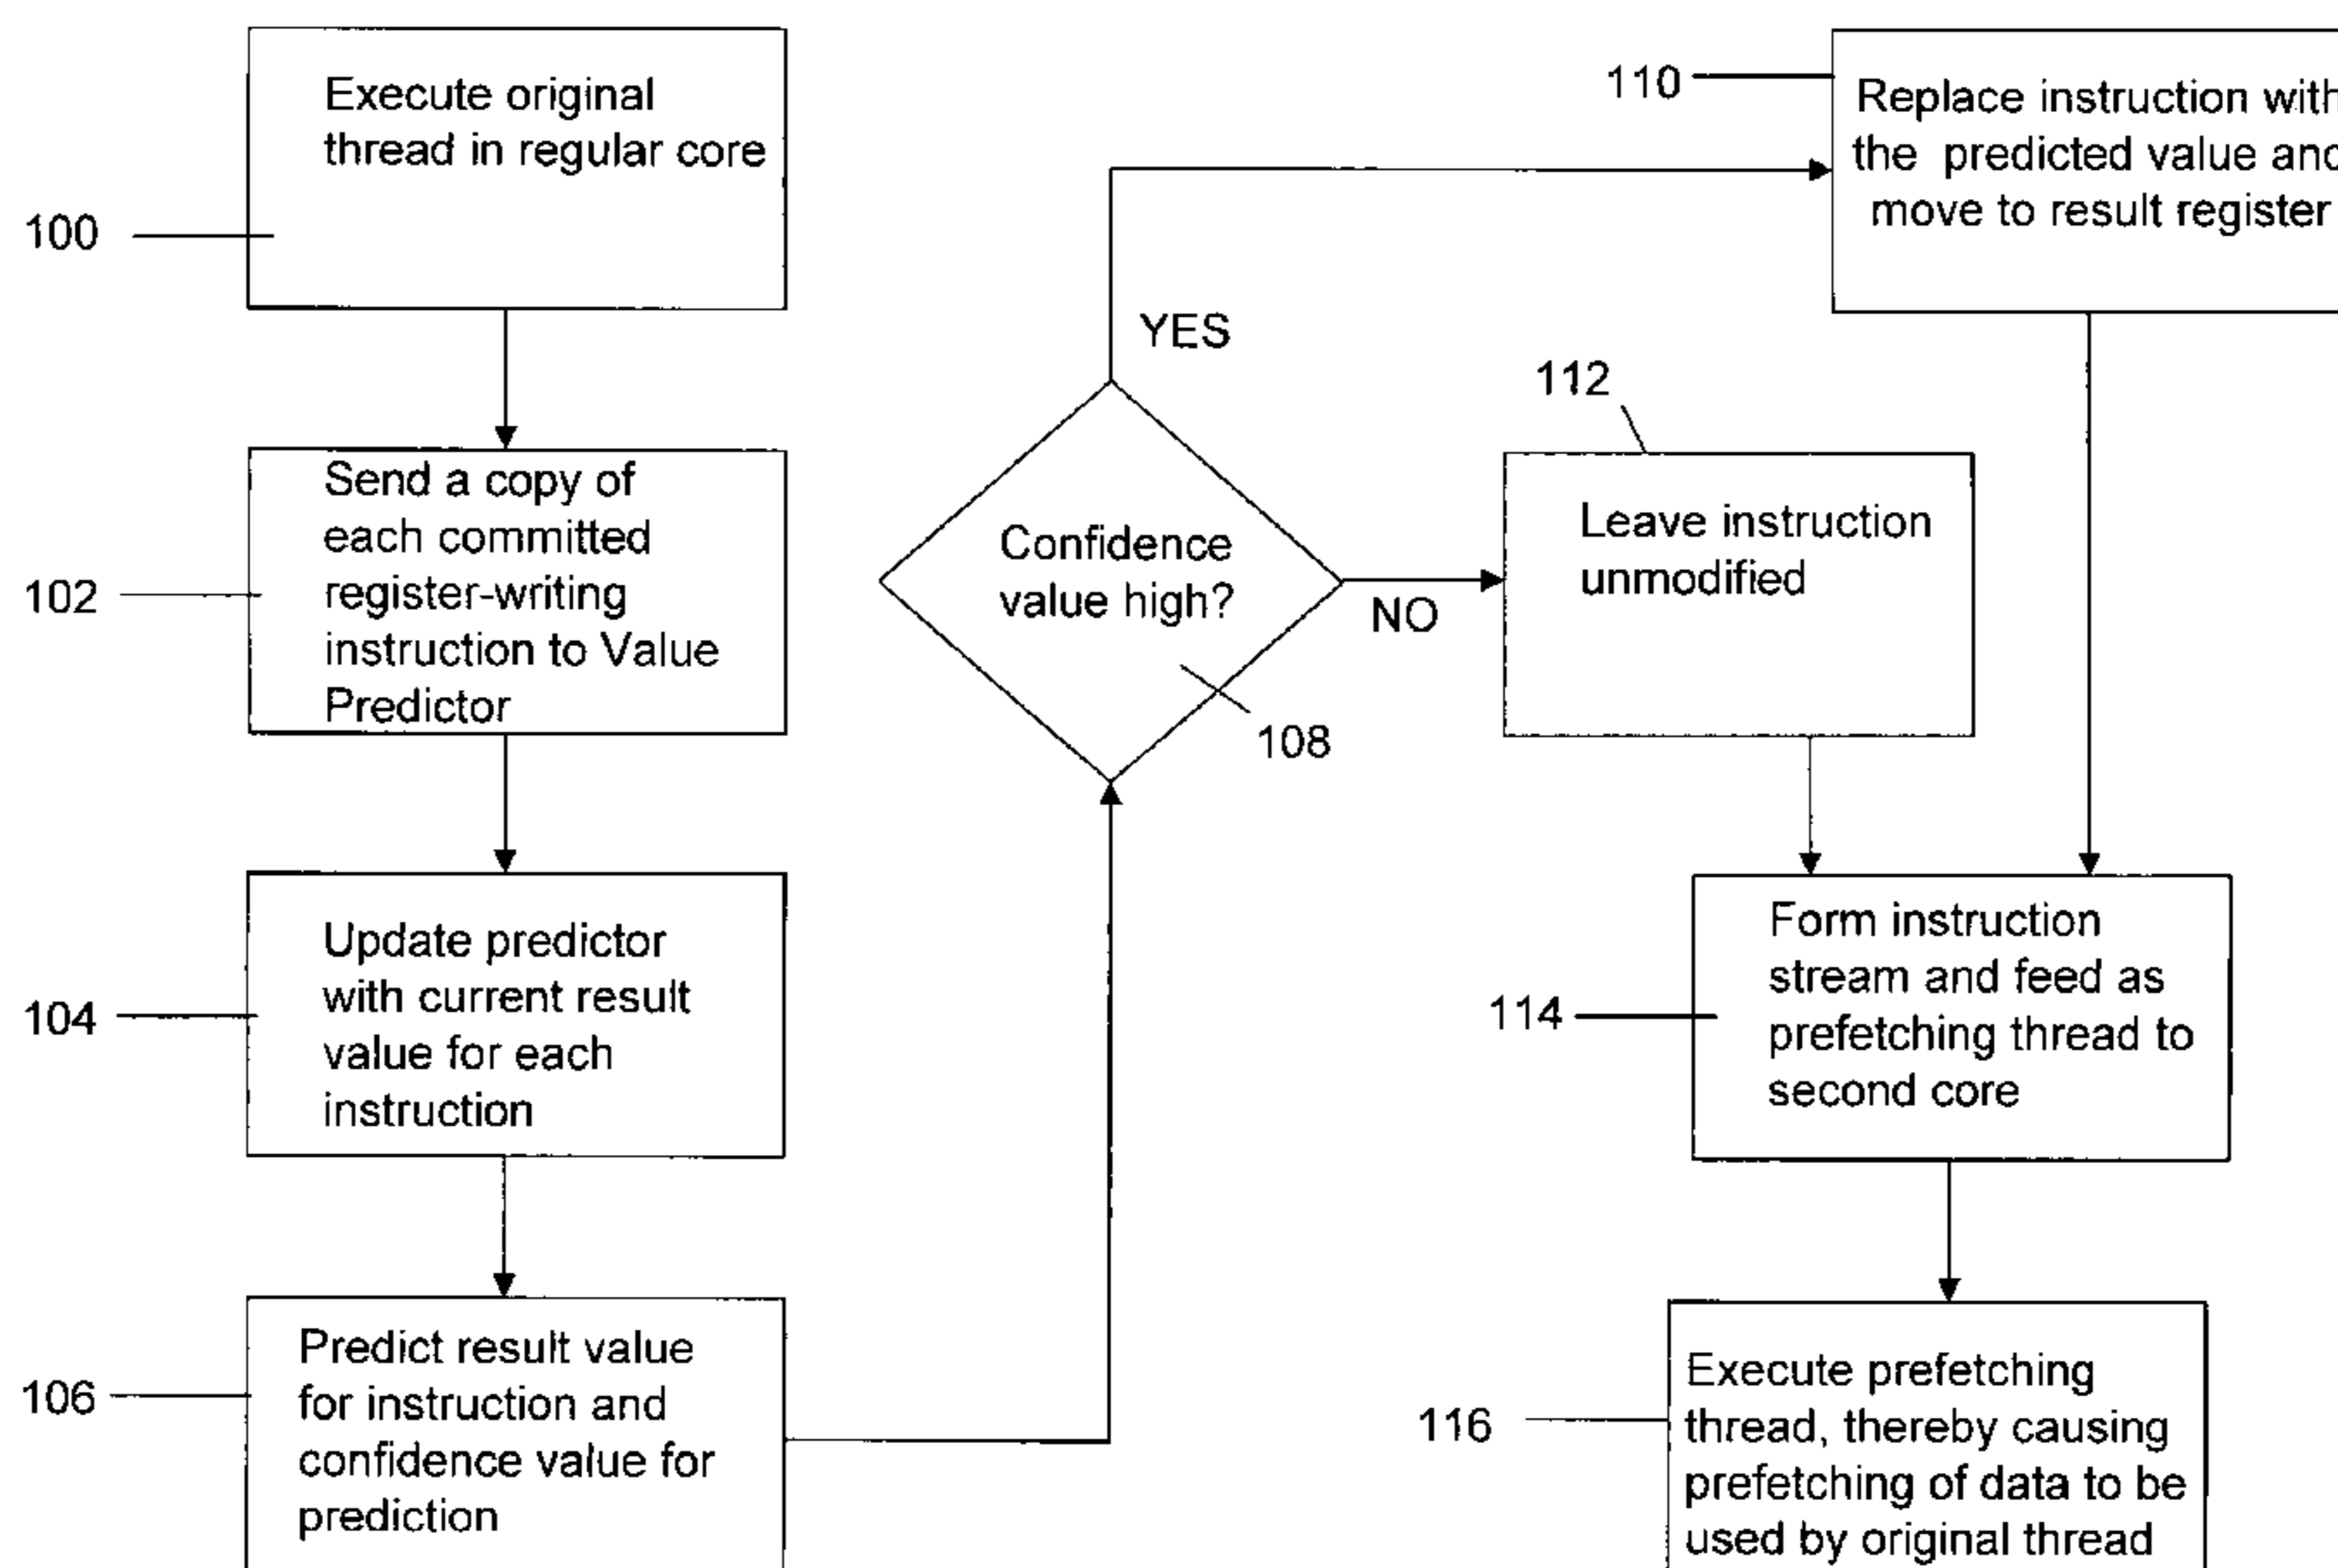 100
Execute original
thread in regular core
102
Send a copy of
each committed
register-writing
instruction to Value
Predictor
104
Update predictor
with current result
value for each
instruction
106
Predict result value
for instruction and
confidence value for
prediction
Confidence
value high?
108
YES
NO
110
Replace instruction with
the predicted value and
move to result register
112
Leave instruction
unmodified
114
Form instruction
stream and feed as
prefetching thread to
second core
116
Execute prefetching
thread, thereby causing
prefetching of data to be
used by original thread